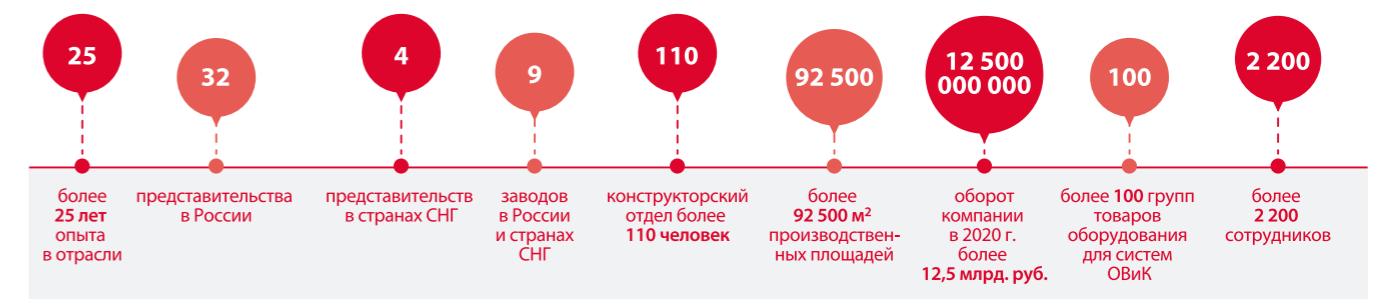 25
более
25 лет
опыта
в отрасли
32
представительства
в России
4
представительств
в странах СНГ
9
заводов
в России
и странах
СНГ
110
конструкторский
отдел более
110 человек
92 500
более
92 500 м²
производствен-
ных площадей
12 500
000 000
оборот
компании
в 2020 г.
более
12,5 млрд. руб.
100
более 100 групп
товаров
оборудования
для систем
ОВиК
2 200
более
2 200
сотрудников